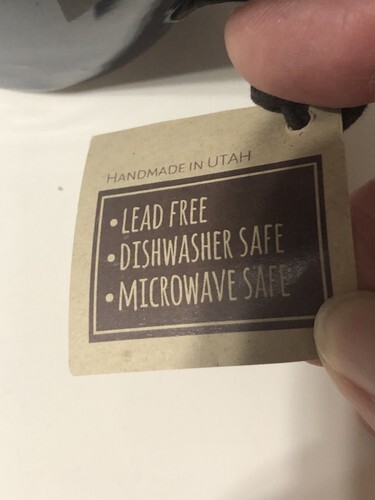 HANDMADE IN UTAH
• LEAD FREE
• DISHWASHER SAFE
• MICROWAVE SAFE